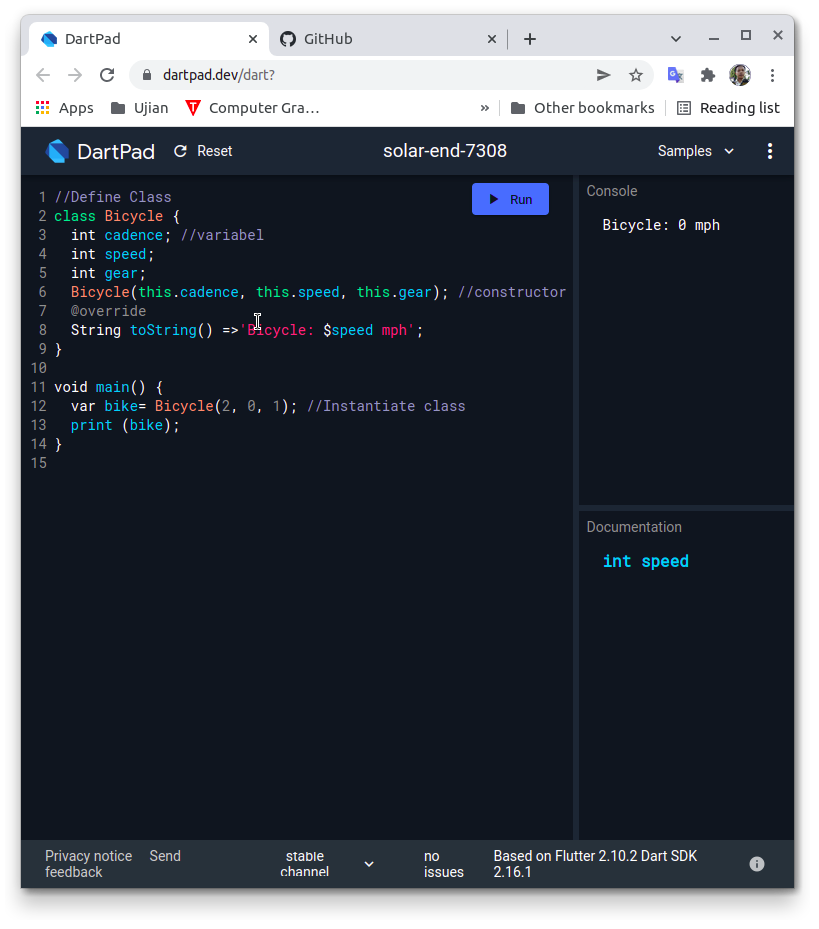 DartPad
GitHub
dartpad.dev/dart?
Apps Ujian Computer Gra… » Other bookmarks Reading list
DartPad Reset solar-end-7308 Samples
Run
1 //Define Class
2 class Bicycle {
3 int cadence; //variabel
4 int speed;
5 int gear;
6 Bicycle(this.cadence, this.speed, this.gear); //constructor
7 @override
8 String toString() =>'Bicycle: $speed mph';
9 }
10
11 void main() {
12 var bike= Bicycle(2, 0, 1); //Instantiate class
13 print (bike);
14 }
15
Console
Bicycle: 0 mph
Documentation
int speed
Privacy notice Send
feedback
stable
channel
no
issues
Based on Flutter 2.10.2 Dart SDK
2.16.1